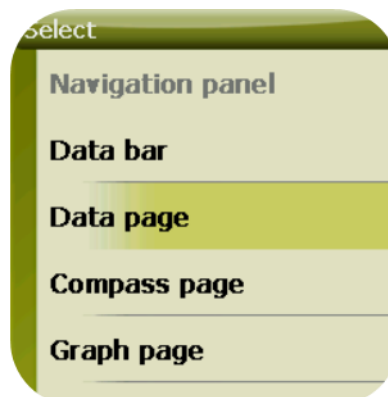 Select
Navigation panel
Data bar
Data page
Compass page
Graph page